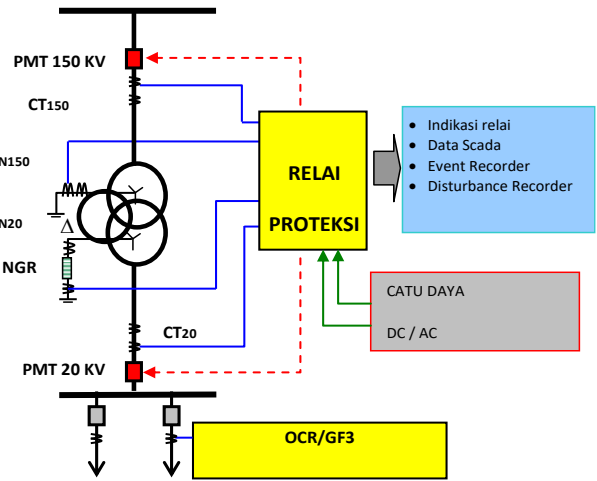 PMT 150 KV
CT150
N150
N20
Δ
NGR
RELAI
PROTEKSI
• Indikasi relai
• Data Scada
• Event Recorder
• Disturbance Recorder
CATU DAYA
DC / AC
CT20
PMT 20 KV
OCR/GF3